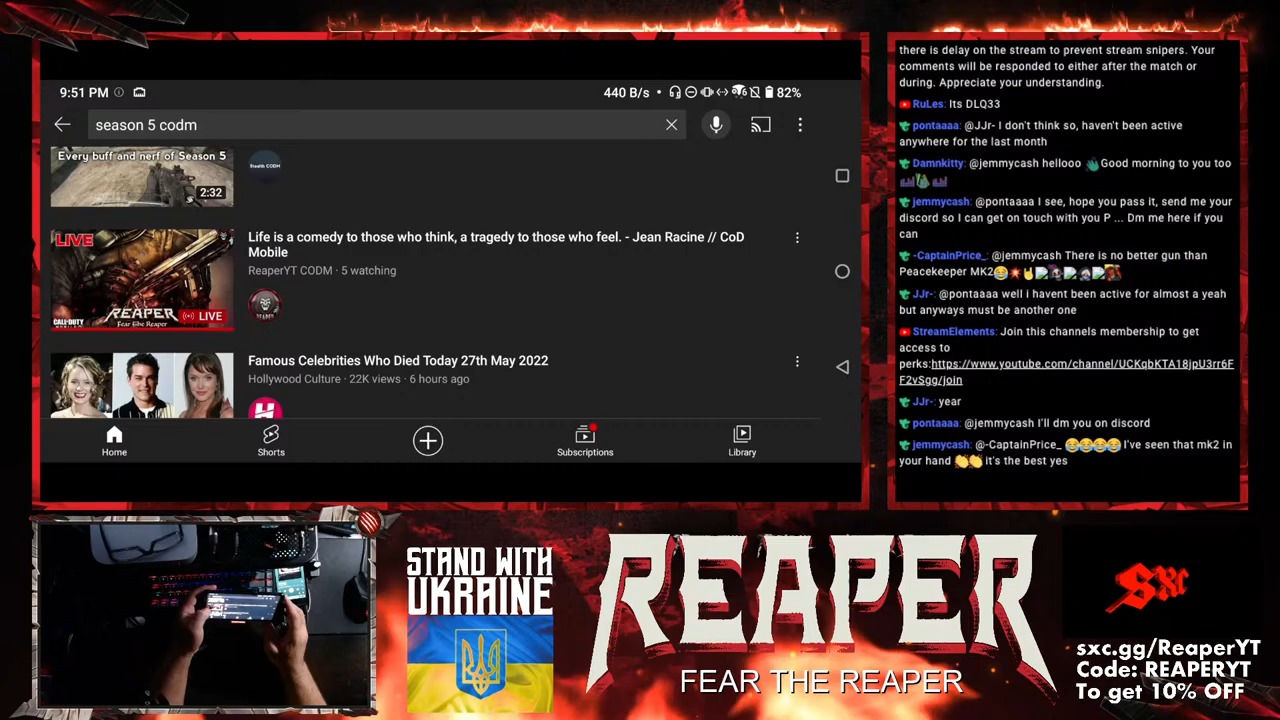 9:51 PM
440 B/s
82%
season 5 codm
Every buff and nerf of Season 5
2:32
Stealth CODM
LIVE
CALL·DUTY
MOBILE
REAPER
Fear The Reaper
LIVE
Life is a comedy to those who think, a tragedy to those who feel. - Jean Racine // CoD
Mobile
ReaperYT CODM · 5 watching
REAPER
Famous Celebrities Who Died Today 27th May 2022
Hollywood Culture · 22K views · 6 hours ago
H
Home
Shorts
Subscriptions
Library
there is delay on the stream to prevent stream snipers. Your
comments will be responded to either after the match or
during. Appreciate your understanding.
RuLes: Its DLQ33
pontaaaa: @JJr- I don't think so, haven't been active
anywhere for the last month
Damnkitty: @jemmycash hellooo 👋Good morning to you too
jemmycash: @pontaaaa I see, hope you pass it, send me your
discord so I can get on touch with you P ... Dm me here if you
can
-CaptainPrice_: @jemmycash There is no better gun than
Peacekeeper MK2😂💥🤘
JJr-: @pontaaaa well i havent been active for almost a yeah
but anyways must be another one
StreamElements: Join this channels membership to get
access to
perks:https://www.youtube.com/channel/UCKqbKTA18jpU3rr6F
F2vSgg/join
JJr-: year
pontaaaa: @jemmycash I'll dm you on discord
jemmycash: @-CaptainPrice_ 😂😂😂😂 I've seen that mk2 in
your hand 👏👏 it's the best yes
STAND WITH
UKRAINE
REAPER
FEAR THE REAPER
SXC
sxc.gg/ReaperYT
Code: REAPERYT
To get 10% OFF